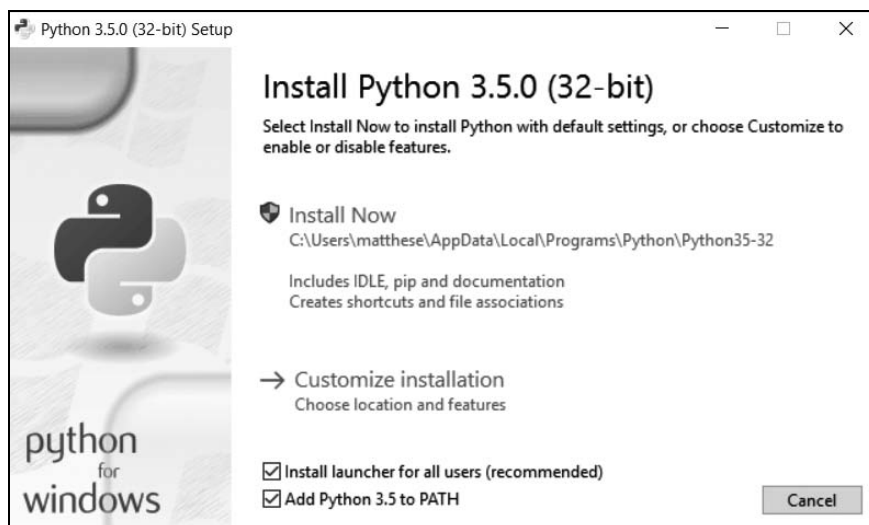 Python 3.5.0 (32-bit) Setup
Install Python 3.5.0 (32-bit)
Select Install Now to install Python with default settings, or choose Customize to
enable or disable features.
Install Now
C:\Users\matthese\AppData\Local\Programs\Python\Python35-32
Includes IDLE, pip and documentation
Creates shortcuts and file associations
Customize installation
Choose location and features
python
for
windows
Install launcher for all users (recommended)
Add Python 3.5 to PATH
Cancel